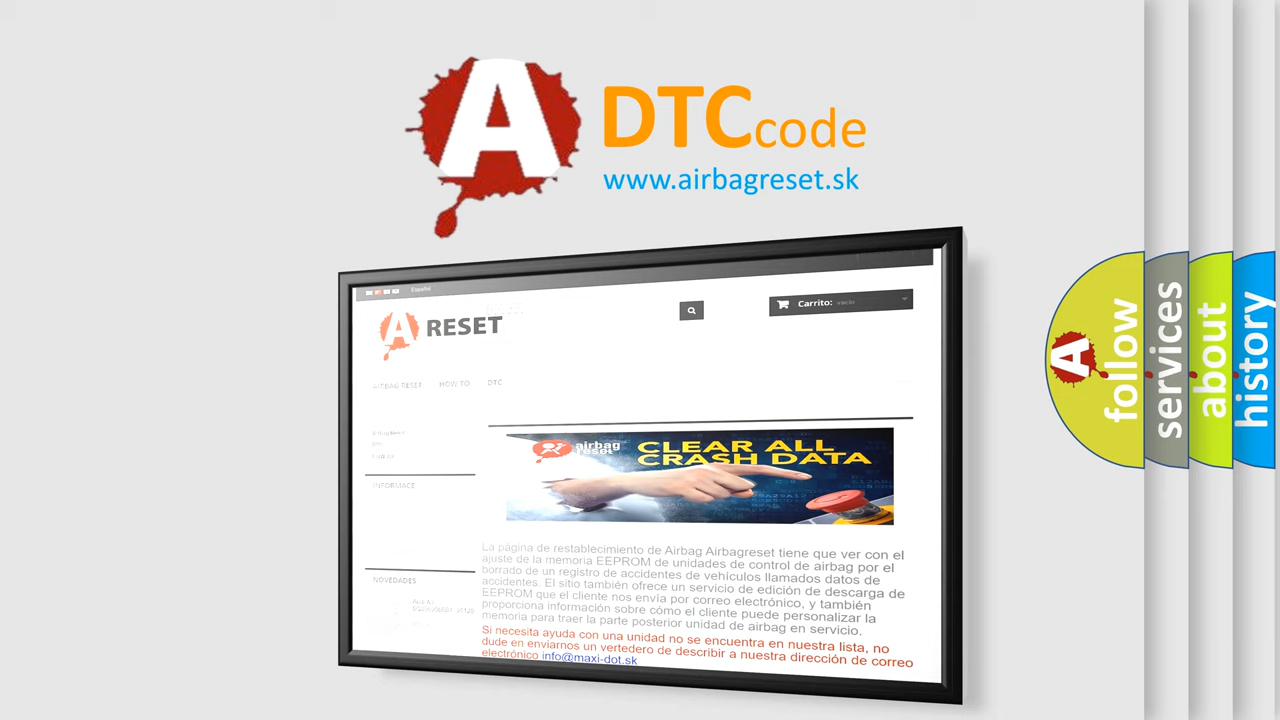 A DTCcode
www.airbagreset.sk
Español
A RESET
Carrito: vacío
AIRBAG RESET HOW TO DTC
INFORMACE
airbag
reset
CLEAR ALL
CRASH DATA
La página de restablecimiento de Airbag Airbagreset tiene que ver con el
ajuste de la memoria EEPROM de unidades de control de airbag por el
borrado de un registro de accidentes de vehículos llamados datos de
accidentes. El sitio también ofrece un servicio de edición de descarga de
EEPROM que el cliente nos envía por correo electrónico, y también
proporciona información sobre cómo el cliente puede personalizar la
memoria para traer la parte posterior unidad de airbag en servicio.
Si necesita ayuda con una unidad no se encuentra en nuestra lista, no
dude en enviarnos un vertedero de describir a nuestra dirección de correo
electrónico info@maxi-dot.sk
NOVEDADES
A follow
services
about
history